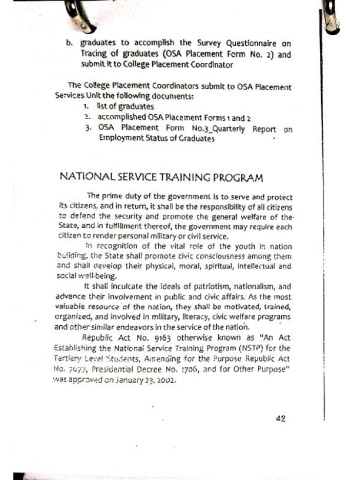 b. graduates to accomplish the Survey Questionnaire on
Tracing of graduates (OSA Placement Form No. 2) and
submit it to College Placement Coordinator
The College Placement Coordinators submit to OSA Placement
Services Unit the following documents:
1. list of graduates
2. accomplished OSA Placement Forms 1 and 2
3. OSA Placement Form No.3_Quarterly Report on
Employment Status of Graduates
NATIONAL SERVICE TRAINING PROGRAM
The prime duty of the government is to serve and protect
its citizens, and in return, it shall be the responsibility of all citizens
to defend the security and promote the general welfare of the
State, and in fulfillment thereof, the government may require each
citizen to render personal military or civil service.
In recognition of the vital role of the youth in nation
building, the State shall promote civic consciousness among them
and shall develop their physical, moral, spiritual, intellectual and
social well-being.
It shall inculcate the ideals of patriotism, nationalism, and
advance their involvement in public and civic affairs. As the most
valuable resource of the nation, they shall be motivated, trained,
organized, and involved in military, literacy, civic welfare programs
and other similar endeavors in the service of the nation.
Republic Act No. 9163 otherwise known as "An Act
Establishing the National Service Training Program (NSTP) for the
Tertiary Level Students, Amending for the Purpose Republic Act
No. 7077, Presidential Decree No. 1706, and for Other Purpose"
was approved on January 23, 2002.
42